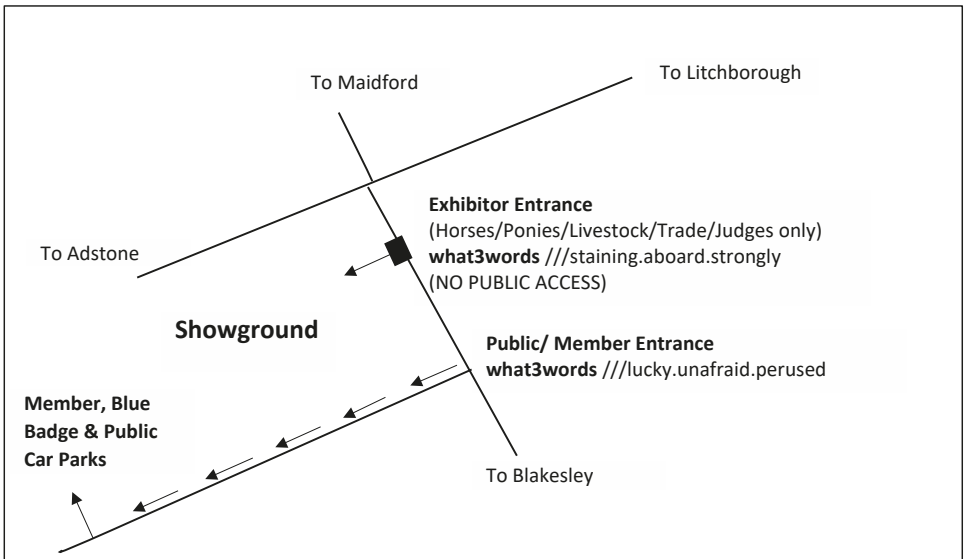 To Maidford
To Litchborough
Exhibitor Entrance
(Horses/Ponies/Livestock/Trade/Judges only)
what3words ///staining.aboard.strongly
(NO PUBLIC ACCESS)
To Adstone
Showground
Public/ Member Entrance
what3words ///lucky.unafraid.perused
Member, Blue
Badge & Public
Car Parks
To Blakesley